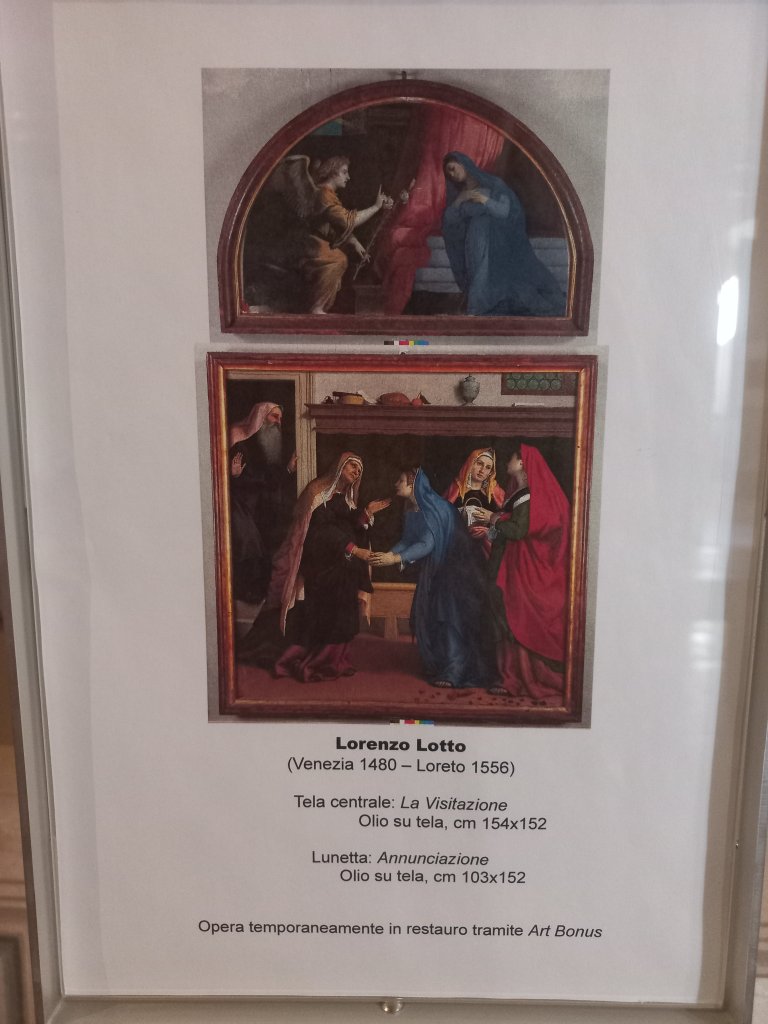 Lorenzo Lotto
(Venezia 1480 – Loreto 1556)
Tela centrale: La Visitazione
Olio su tela, cm 154x152
Lunetta: Annunciazione
Olio su tela, cm 103x152
Opera temporaneamente in restauro tramite Art Bonus